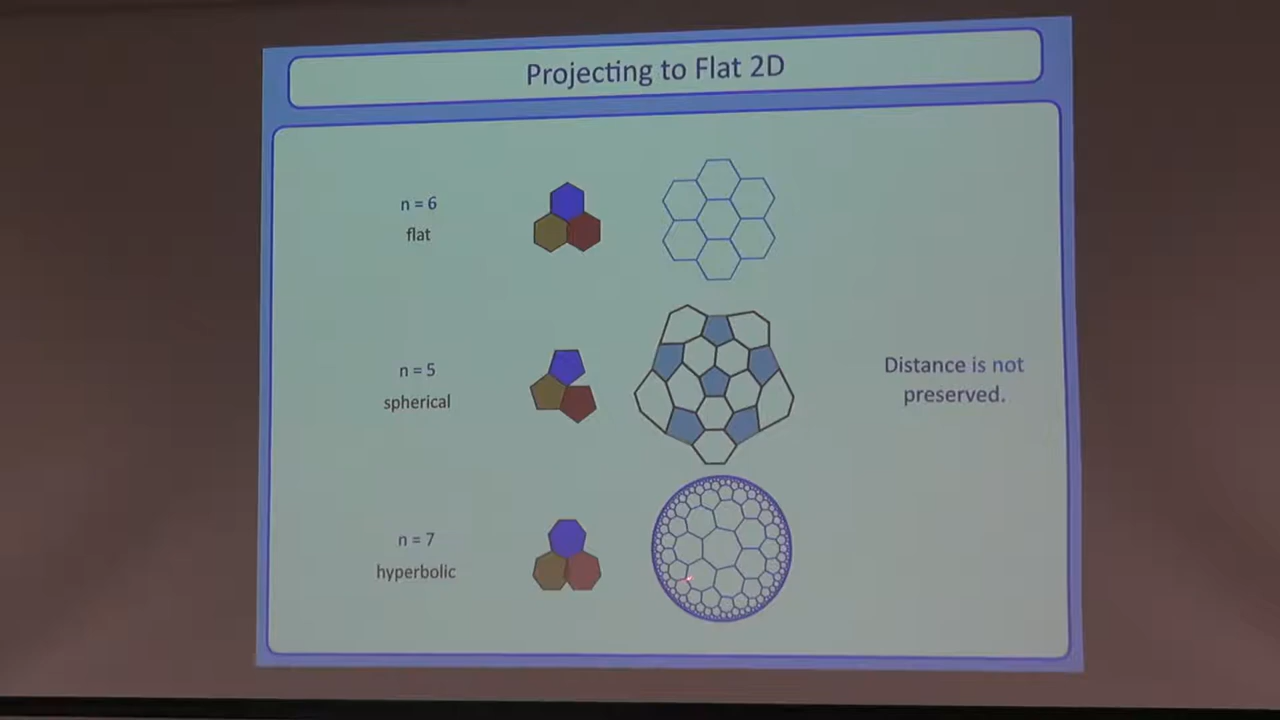 Projecting to Flat 2D
n = 6
flat
n = 5
spherical
Distance is not
preserved.
n = 7
hyperbolic